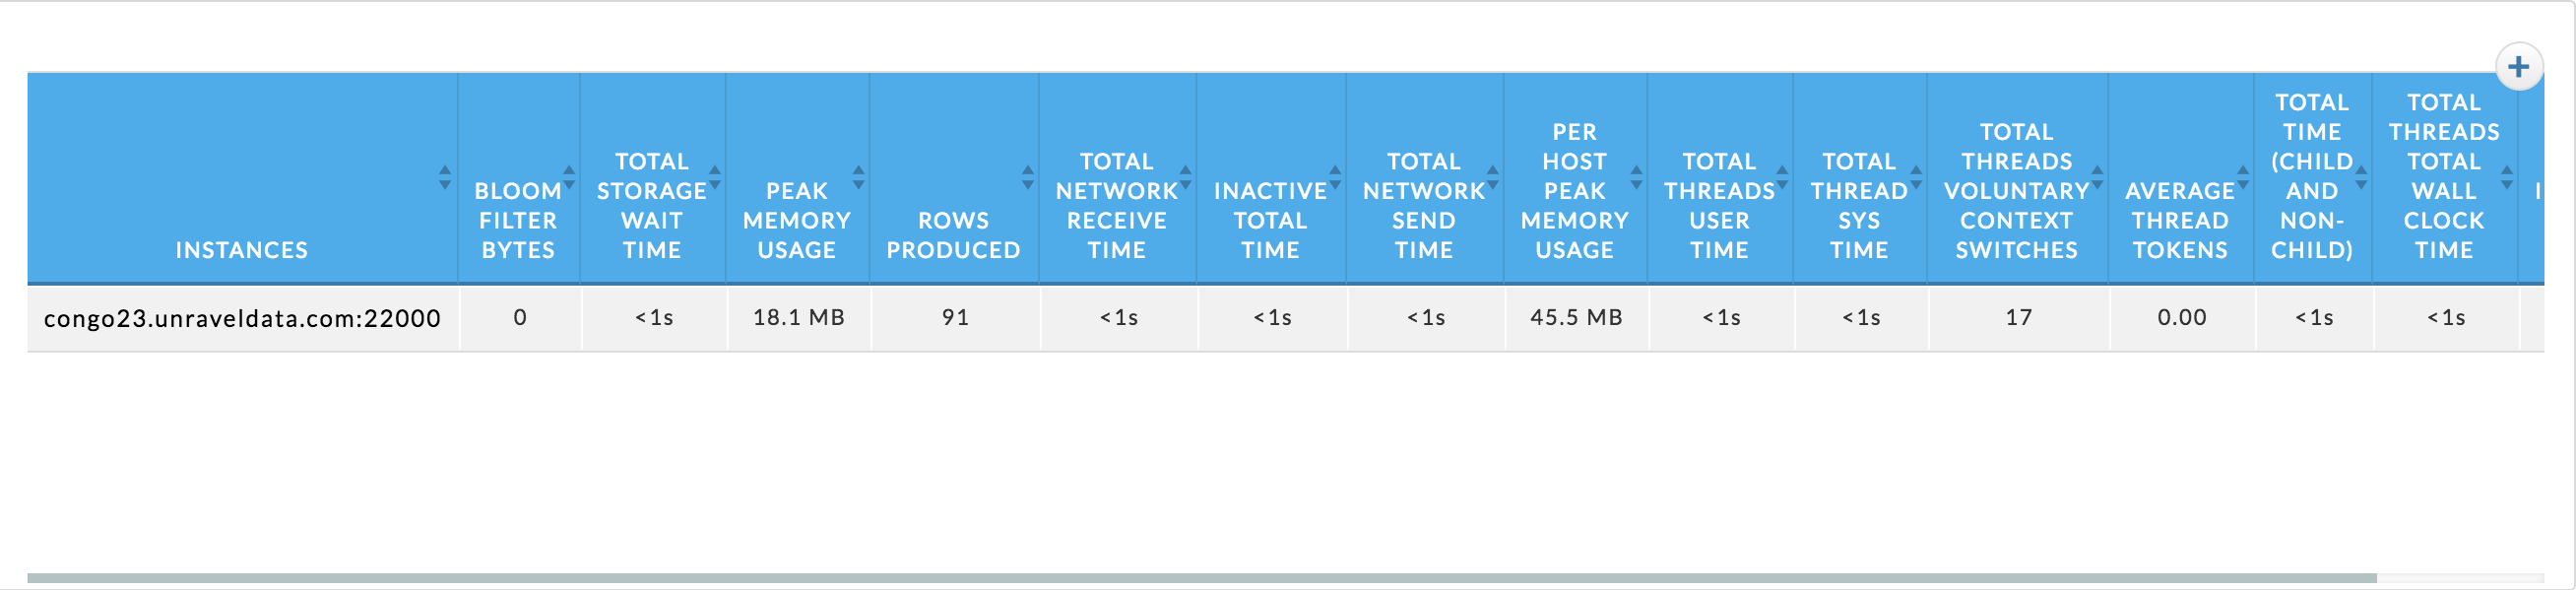 INSTANCES
BLOOM
FILTER
BYTES
TOTAL
STORAGE
WAIT
TIME
PEAK
MEMORY
USAGE
ROWS
PRODUCED
TOTAL
NETWORK
RECEIVE
TIME
INACTIVE
TOTAL
TIME
TOTAL
NETWORK
SEND
TIME
PER
HOST
PEAK
MEMORY
USAGE
TOTAL
THREADS
USER
TIME
TOTAL
THREAD
SYS
TIME
TOTAL
THREADS
VOLUNTARY
CONTEXT
SWITCHES
AVERAGE
THREAD
TOKENS
TOTAL
TIME
(CHILD
AND
NON-
CHILD)
TOTAL
THREADS
TOTAL
WALL
CLOCK
TIME
congo23.unraveldata.com:22000 0 <1s 18.1 MB 91 <1s <1s <1s 45.5 MB <1s <1s 17 0.00 <1s <1s